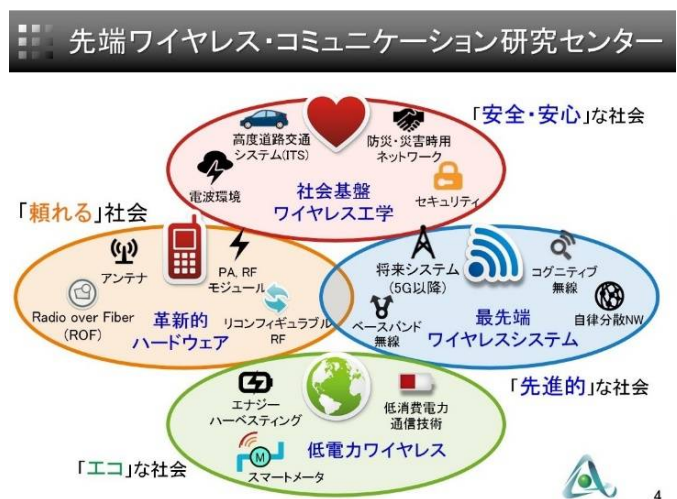 先端ワイヤレス・コミュニケーション研究センター
「安全・安心」な社会
高度道路交通
システム(ITS)
防災・災害時用
ネットワーク
電波環境
社会基盤
ワイヤレス工学
セキュリティ
「頼れる」社会
アンテナ
PA, RF
モジュール
Radio over Fiber
(ROF)
革新的
ハードウェア
リコンフィギュラブル
RF
将来システム
(5G以降)
コグニティブ
無線
ベースバンド
無線
最先端
ワイヤレスシステム
自律分散NW
「先進的」な社会
エナジー
ハーベスティング
低消費電力
通信技術
低電力ワイヤレス
M
スマートメータ
「エコ」な社会
4